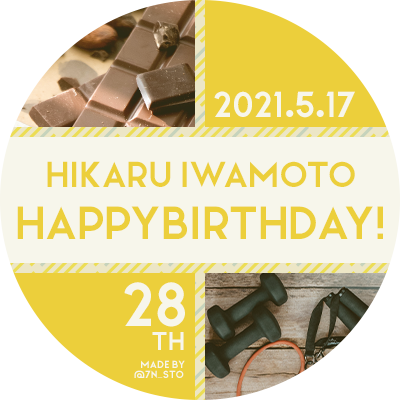 2021.5.17
HIKARU IWAMOTO
HAPPYBIRTHDAY!
28
TH
MADE BY
@7N_STO